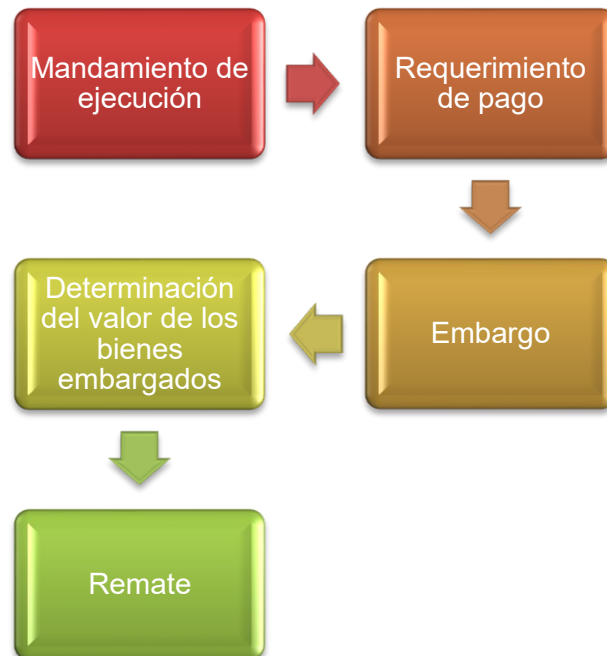 Mandamiento de
ejecución
Requerimiento
de pago
Embargo
Determinación
del valor de los
bienes
embargados
Remate